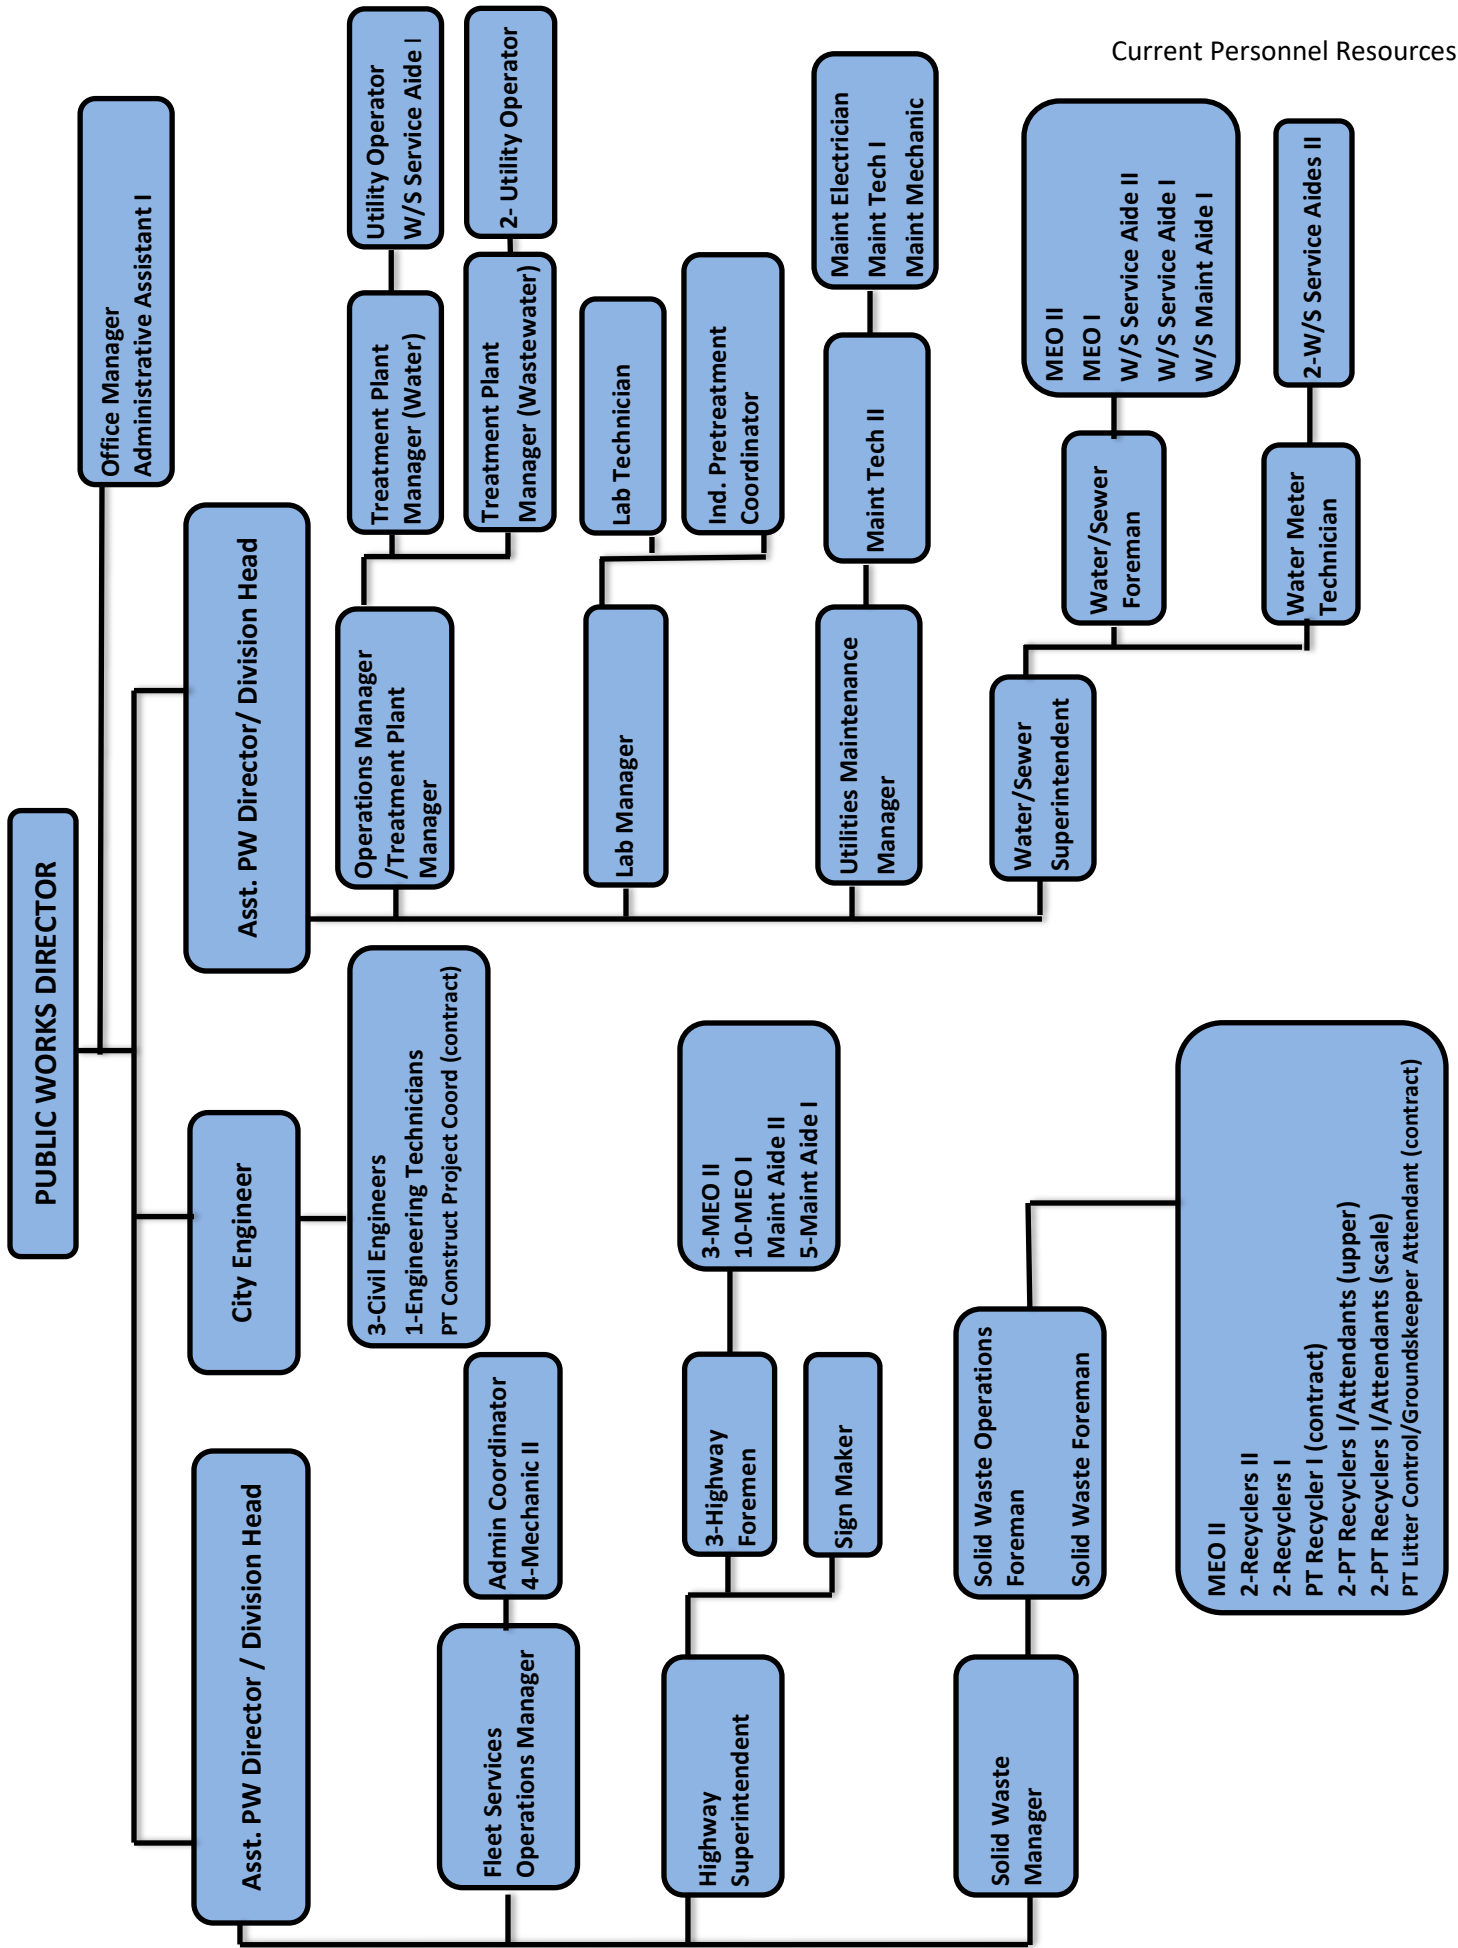 Current Personnel Resources
PUBLIC WORKS DIRECTOR
Office Manager
Administrative Assistant I
Asst. PW Director / Division Head
City Engineer
Asst. PW Director/ Division Head
3-Civil Engineers
1-Engineering Technicians
PT Construct Project Coord (contract)
Fleet Services
Operations Manager
Admin Coordinator
4-Mechanic II
Highway
Superintendent
3-Highway
Foremen
Sign Maker
3-MEO II
10-MEO I
Maint Aide II
5-Maint Aide I
Solid Waste
Manager
Solid Waste Operations
Foreman
Solid Waste Foreman
MEO II
2-Recyclers II
2-Recyclers I
PT Recycler I (contract)
2-PT Recyclers I/Attendants (upper)
2-PT Recyclers I/Attendants (scale)
PT Litter Control/Groundskeeper Attendant (contract)
Operations Manager
/Treatment Plant
Manager
Treatment Plant
Manager (Water)
Utility Operator
W/S Service Aide I
Treatment Plant
Manager (Wastewater)
2- Utility Operator
Lab Manager
Lab Technician
Ind. Pretreatment
Coordinator
Utilities Maintenance
Manager
Maint Tech II
Maint Electrician
Maint Tech I
Maint Mechanic
Water/Sewer
Superintendent
Water/Sewer
Foreman
MEO II
MEO I
W/S Service Aide II
W/S Service Aide I
W/S Maint Aide I
Water Meter
Technician
2-W/S Service Aides II